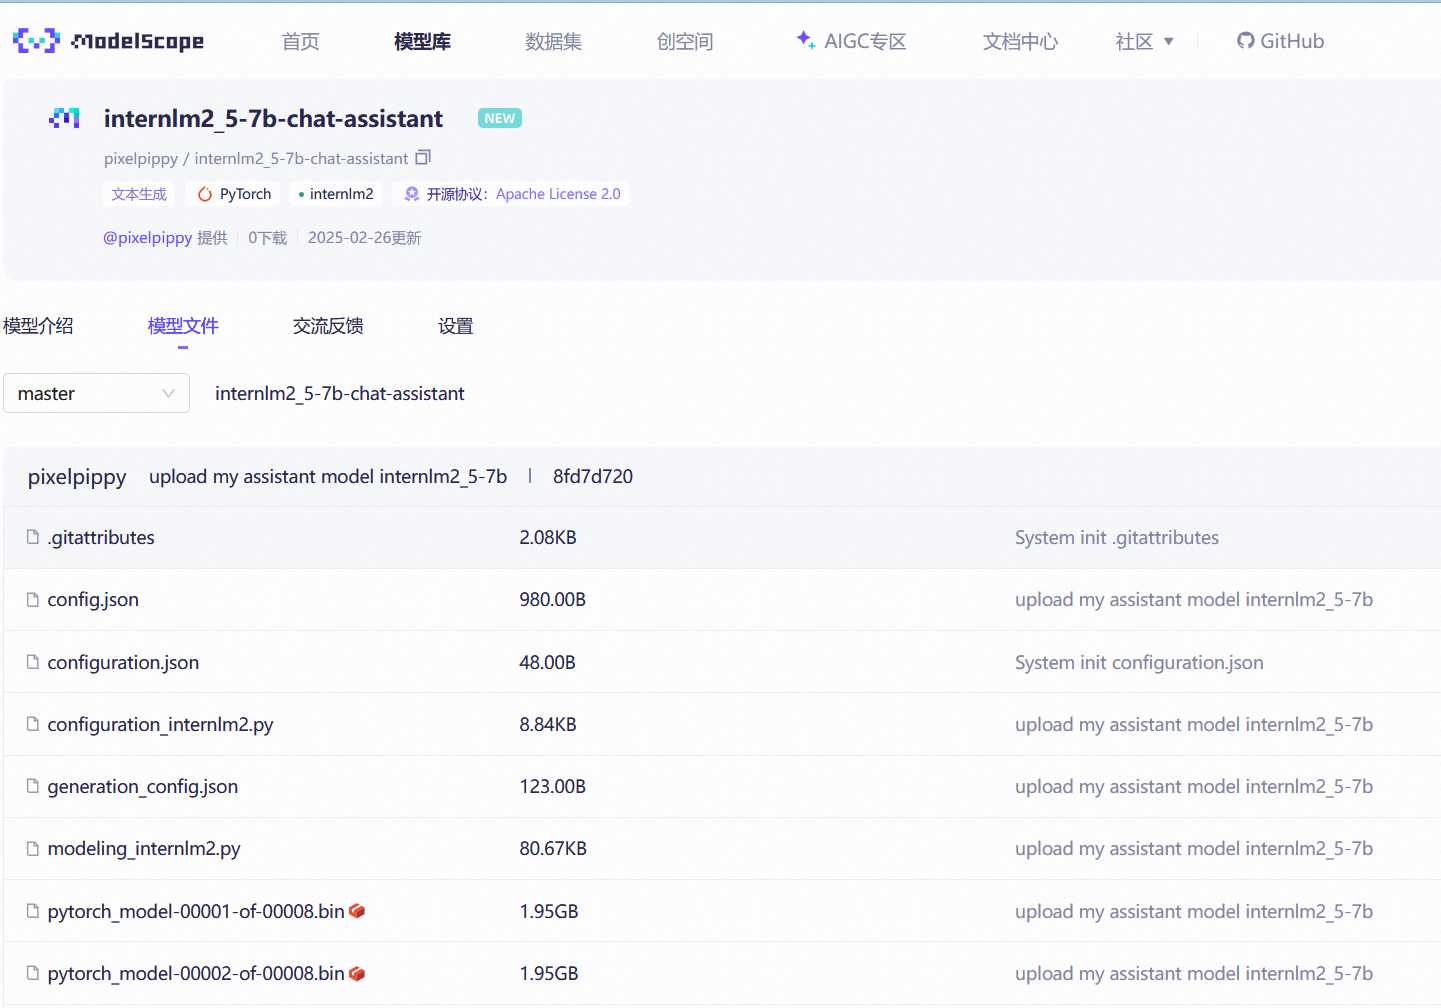 ModelScope 首页 模型库 数据集 创空间 AIGC专区 文档中心 社区 GitHub
internlm2_5-7b-chat-assistant NEW
pixelpippy / internlm2_5-7b-chat-assistant
文本生成 PyTorch internlm2 开源协议： Apache License 2.0
@pixelpippy 提供 0下载 2025-02-26更新
模型介绍 模型文件 交流反馈 设置
master internlm2_5-7b-chat-assistant
pixelpippy upload my assistant model internlm2_5-7b | 8fd7d720
.gitattributes 2.08KB System init .gitattributes
config.json 980.00B upload my assistant model internlm2_5-7b
configuration.json 48.00B System init configuration.json
configuration_internlm2.py 8.84KB upload my assistant model internlm2_5-7b
generation_config.json 123.00B upload my assistant model internlm2_5-7b
modeling_internlm2.py 80.67KB upload my assistant model internlm2_5-7b
pytorch_model-00001-of-00008.bin 1.95GB upload my assistant model internlm2_5-7b
pytorch_model-00002-of-00008.bin 1.95GB upload my assistant model internlm2_5-7b